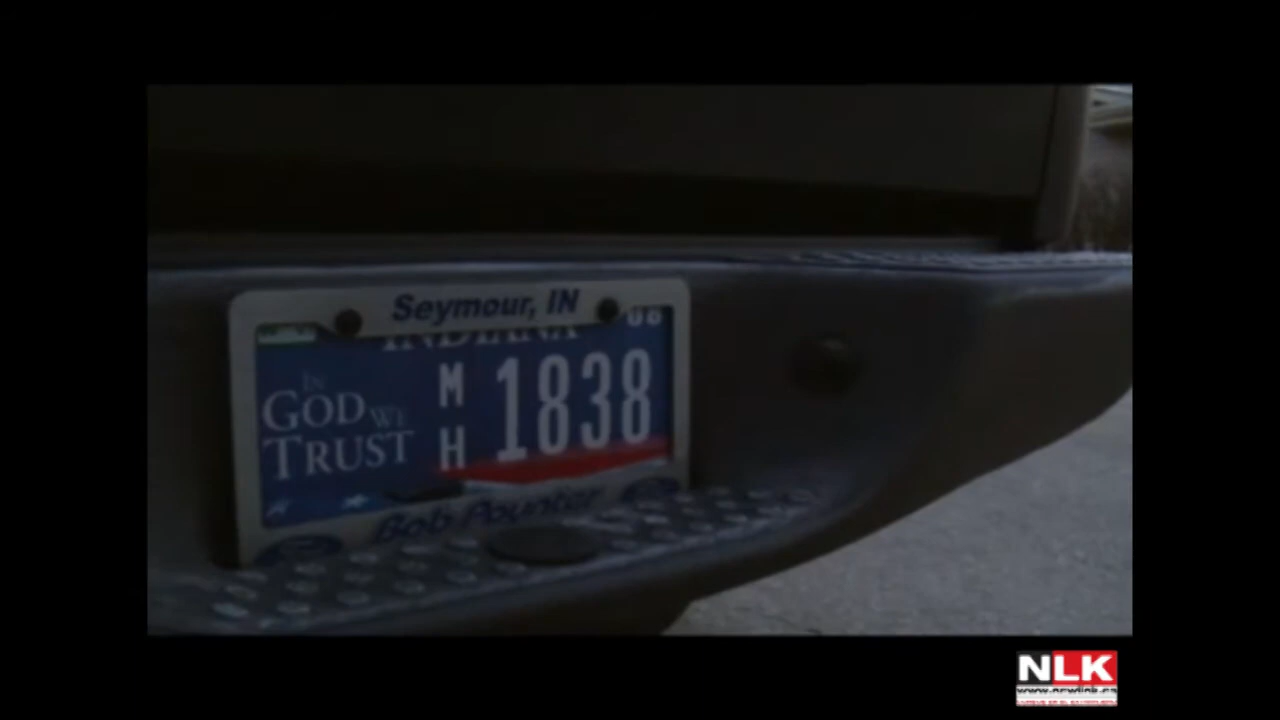 Seymour, IN
INDIANA 08
IN
GOD WE
TRUST
M
H
1838
Bob Poynter
NLK